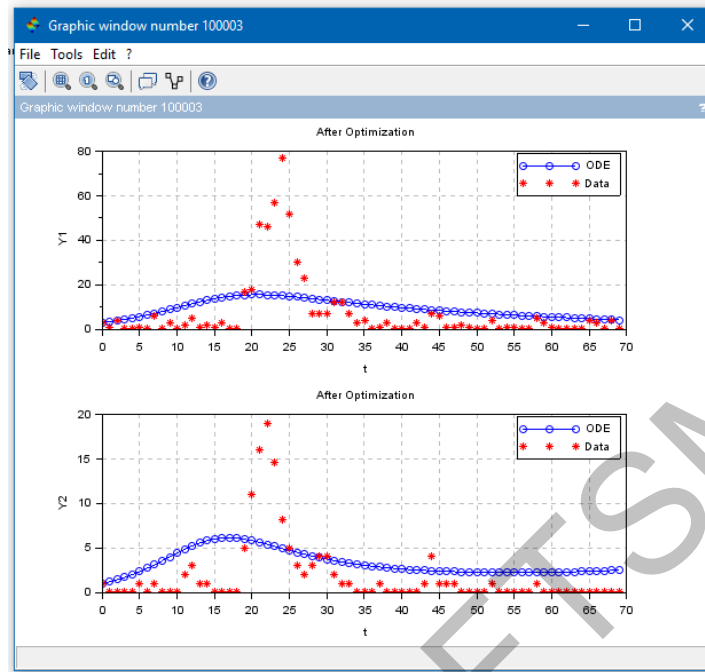 Graphic window number 100003
File Tools Edit ?
Graphic window number 100003 ?
After Optimization
80
60
40
20
0
Y1
ODE
Data
0 5 10 15 20 25 30 35 40 45 50 55 60 65 70
t
After Optimization
20
15
10
5
0
Y2
ODE
Data
0 5 10 15 20 25 30 35 40 45 50 55 60 65 70
t